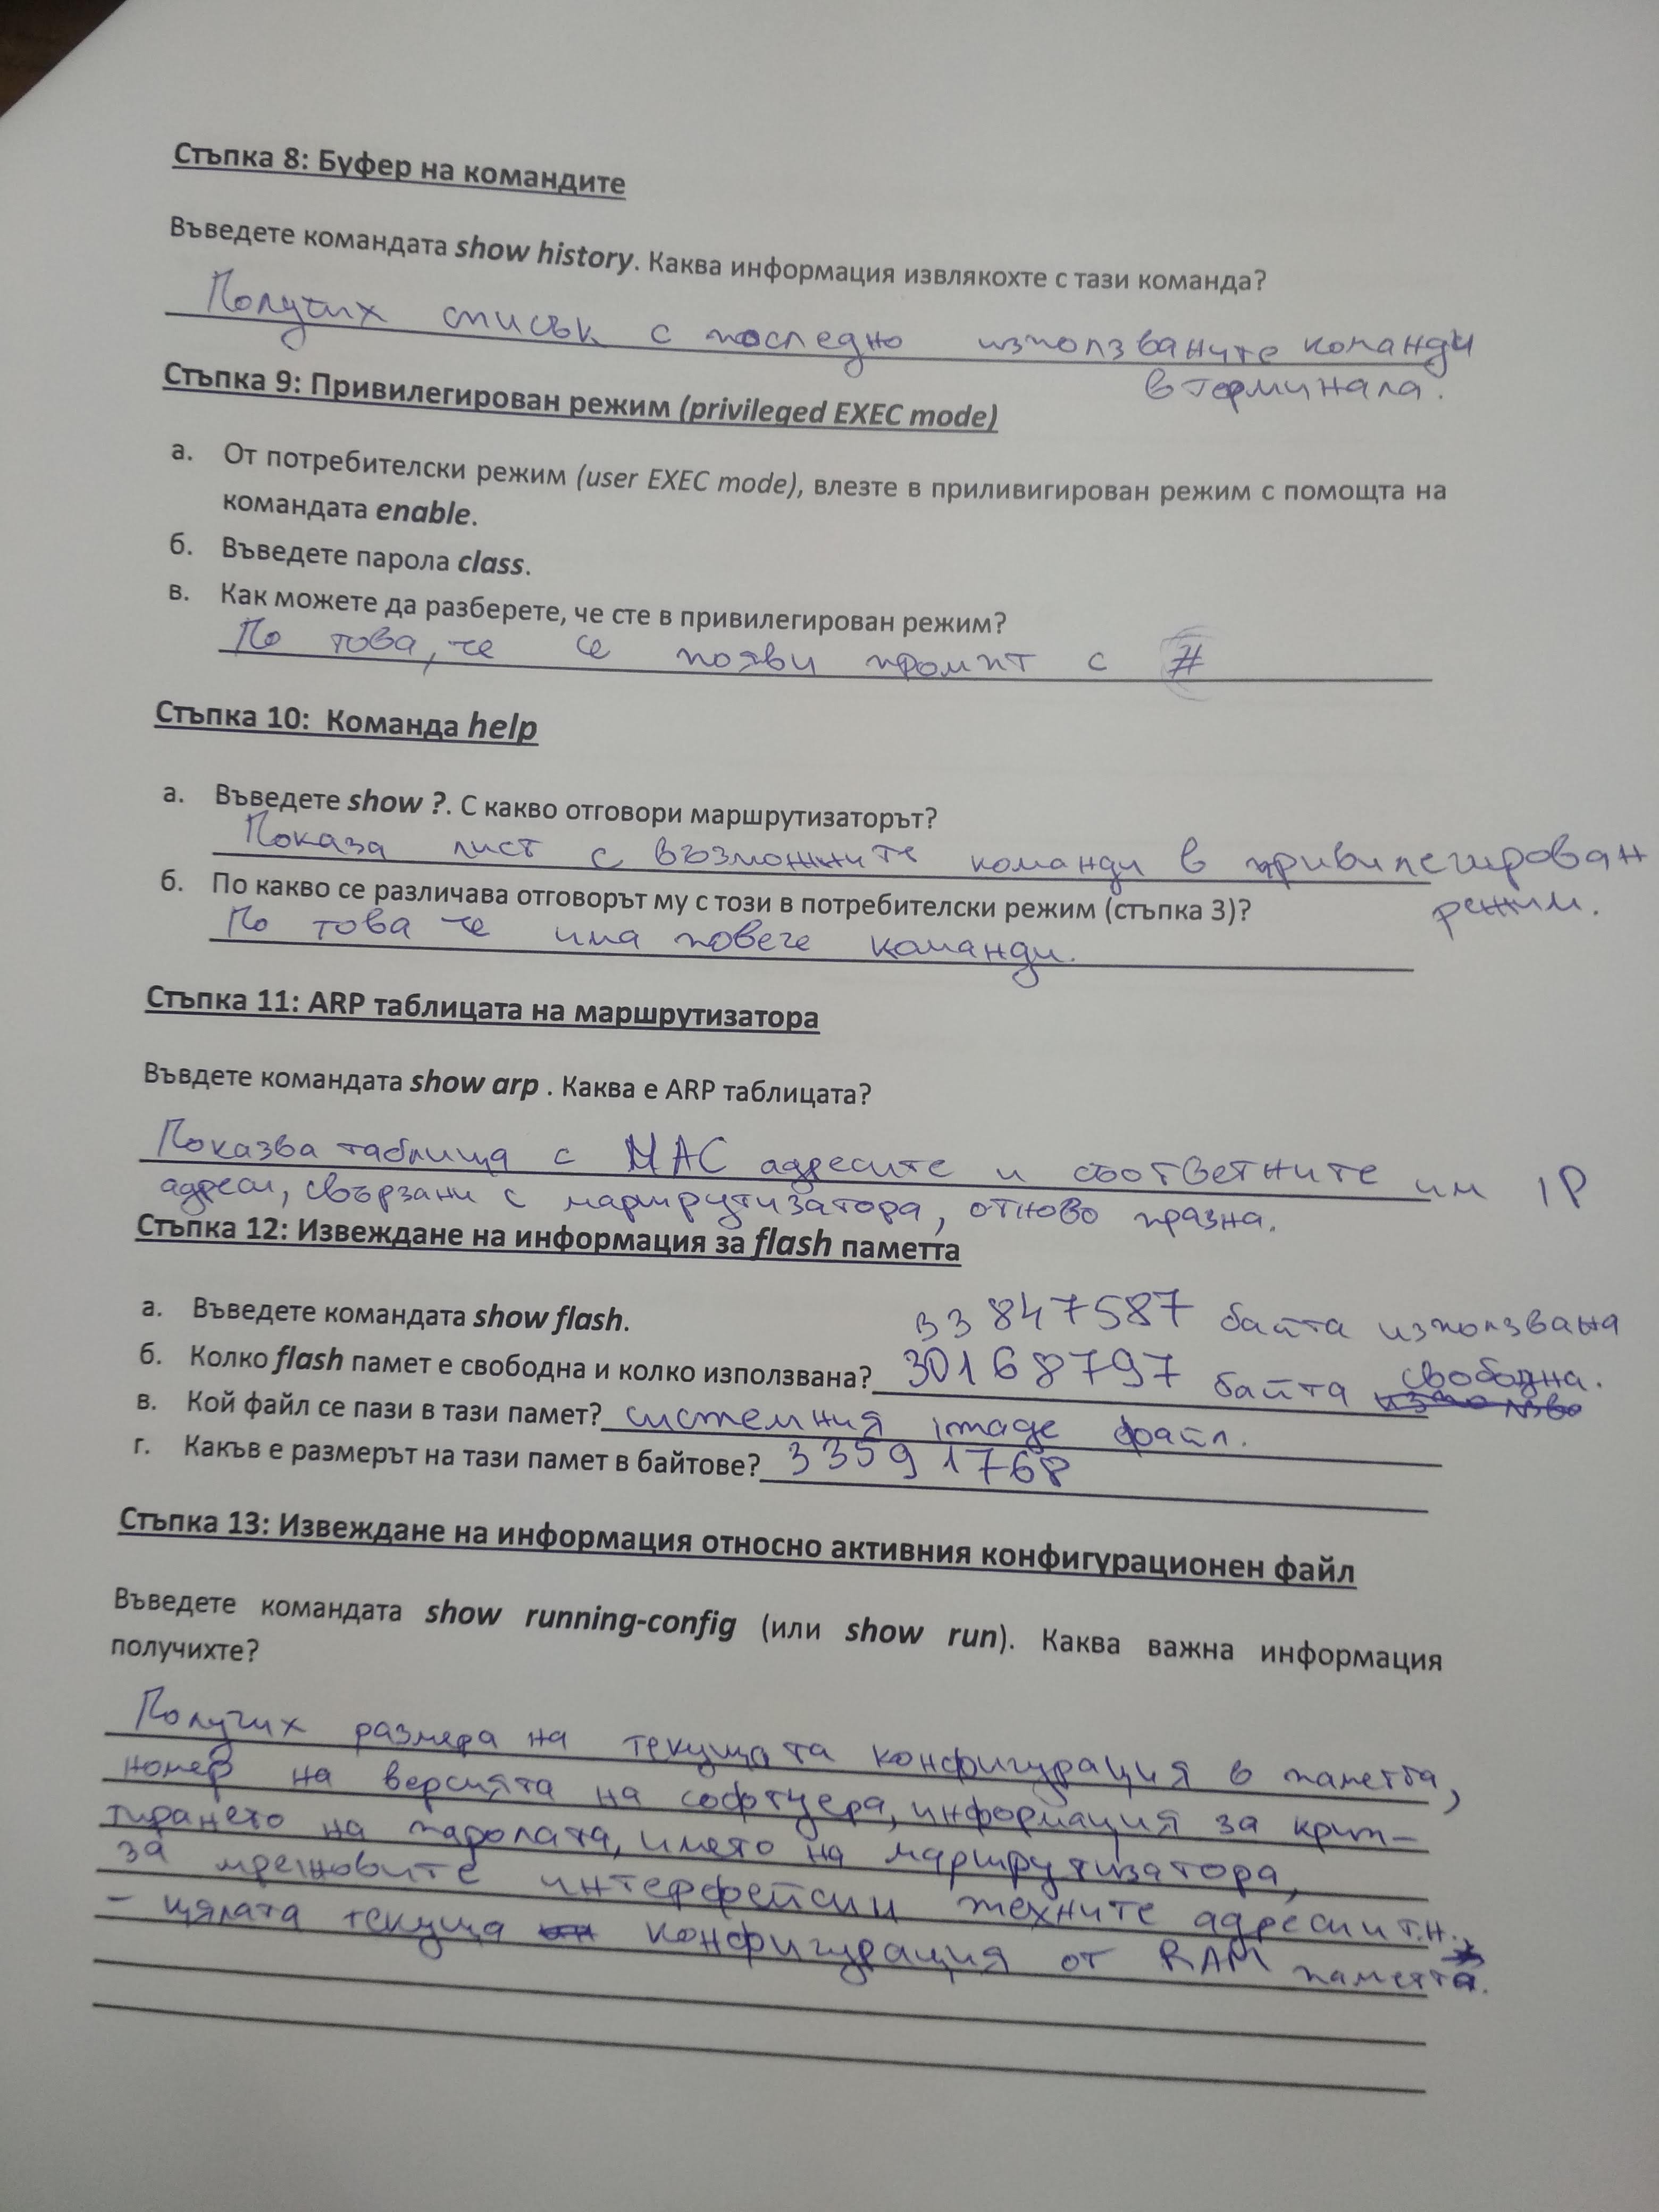 Стъпка 8: Буфер на командите
Въведете командата show history. Каква информация извлякохте с тази команда?
Получих списък с последно използваните команди
в терминала.
Стъпка 9: Привилегирован режим (privileged EXEC mode)
а. От потребителски режим (user EXEC mode), влезте в приливигирован режим с помощта на
командата enable.
б. Въведете парола class.
в. Как можете да разберете, че сте в привилегирован режим?
По това, че се появи промпт с #
Стъпка 10: Команда help
а. Въведете show ?. С какво отговори маршрутизаторът?
Показа лист с възможните команди в привилегирован
режим.
б. По какво се различава отговорът му с този в потребителски режим (стъпка 3)?
По това че има повече команди.
Стъпка 11: ARP таблицата на маршрутизатора
Въвдете командата show arp . Каква е ARP таблицата?
Показва таблица с MAC адресите и съответните им IP
адреси, свързани с маршрутизатора, отново празна.
Стъпка 12: Извеждане на информация за flash паметта
а. Въведете командата show flash.
33847587 байта използвана
б. Колко flash памет е свободна и колко използвана? 30168797 байта свободна.
в. Кой файл се пази в тази памет? системния image файл.
г. Какъв е размерът на тази памет в байтове? 33591768
Стъпка 13: Извеждане на информация относно активния конфигурационен файл
Въведете командата show running-config (или show run). Каква важна информация
получихте?
Получих размера на текущата конфигурация в паметта,
номер на версията на софтуера, информация за крип-
тирането на паролата, името на маршрутизатора,
за мрежовите интерфейси и техните адреси и т.н.
- цялата текуща конфигурация от RAM паметта.